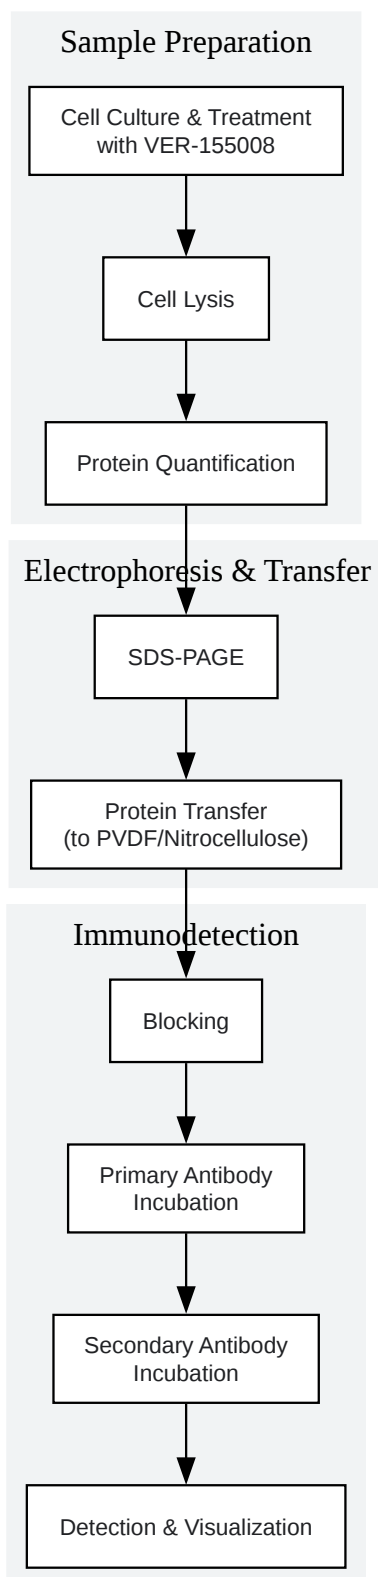 Sample Preparation
Cell Culture & Treatment
with VER-155008
Cell Lysis
Protein Quantification
Electrophoresis & Transfer
SDS-PAGE
Protein Transfer
(to PVDF/Nitrocellulose)
Immunodetection
Blocking
Primary Antibody
Incubation
Secondary Antibody
Incubation
Detection & Visualization